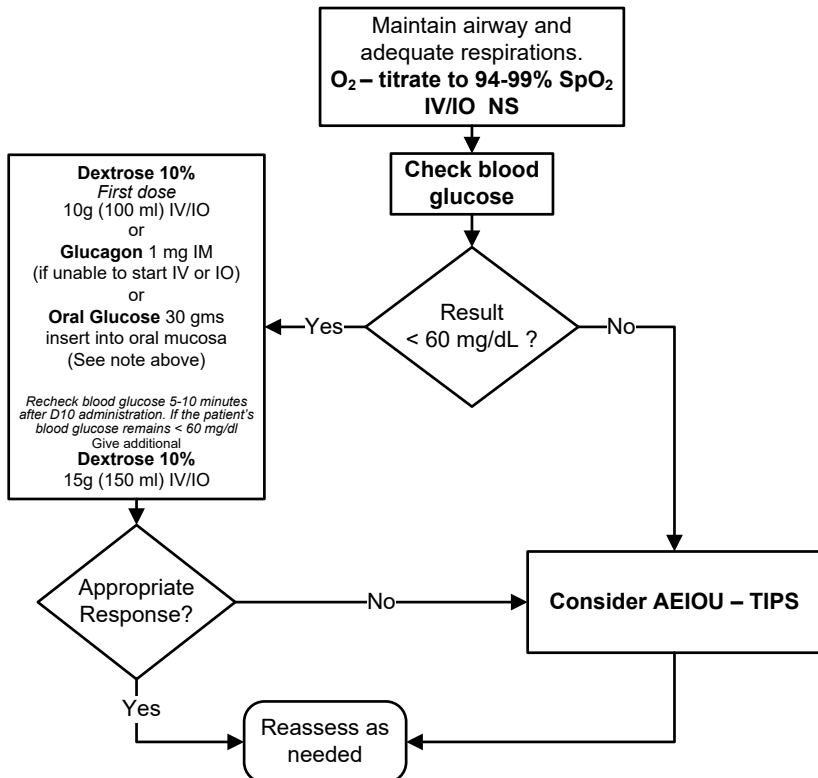 Maintain airway and
adequate respirations.
O₂ – titrate to 94-99% SpO₂
IV/IO  NS
Check blood
glucose
Result
< 60 mg/dL ?
Yes
No
Dextrose 10%
First dose
10g (100 ml) IV/IO
or
Glucagon 1 mg IM
(if unable to start IV or IO)
or
Oral Glucose 30 gms
insert into oral mucosa
(See note above)
Recheck blood glucose 5-10 minutes
after D10 administration. If the patient's
blood glucose remains < 60 mg/dl
Give additional
Dextrose 10%
15g (150 ml) IV/IO
Appropriate
Response?
No
Consider AEIOU – TIPS
Yes
Reassess as
needed